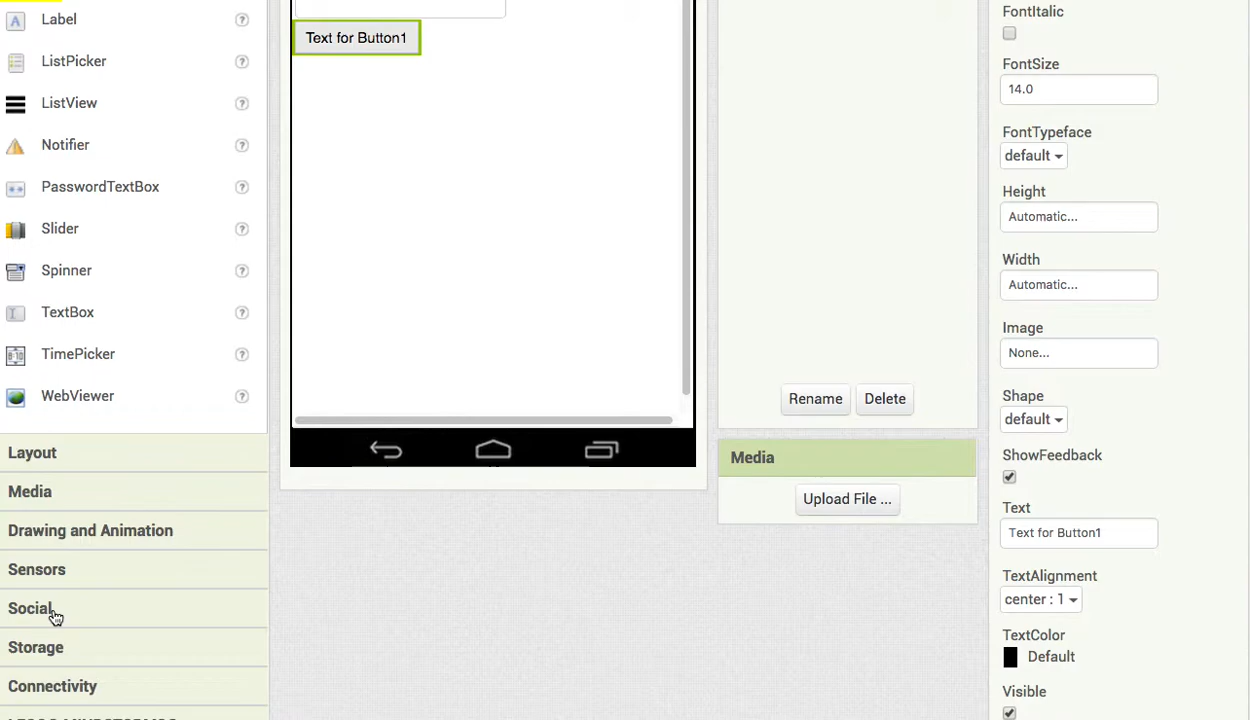 Label ?
ListPicker ?
ListView ?
Notifier ?
PasswordTextBox ?
Slider ?
Spinner ?
TextBox ?
TimePicker ?
WebViewer ?
Layout
Media
Drawing and Animation
Sensors
Social
Storage
Connectivity
Text for Button1
Rename Delete
Media
Upload File ...
FontItalic
FontSize
14.0
FontTypeface
default
Height
Automatic...
Width
Automatic...
Image
None...
Shape
default
ShowFeedback
Text
Text for Button1
TextAlignment
center : 1
TextColor
Default
Visible